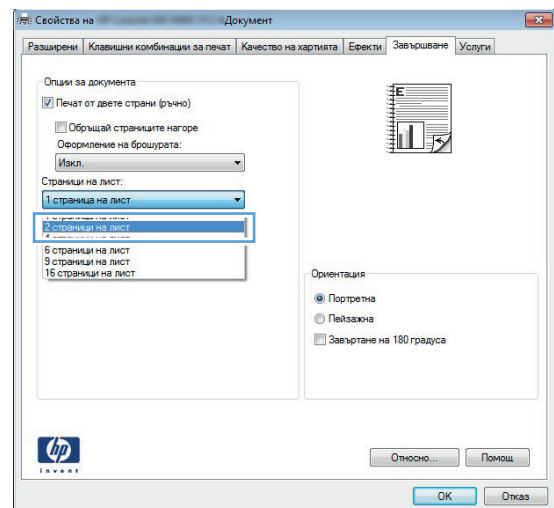 Свойства на Документ
Разширени Клавишни комбинации за печат Качество на хартията Ефекти Завършване Услуги
Опции за документа
Печат от двете страни (ръчно)
Обръщай страниците нагоре
Оформление на брошурата:
Изкл.
Страници на лист:
1 страница на лист
2 страници на лист
6 страници на лист
9 страници на лист
16 страници на лист
E
Ориентация
Портретна
Пейзажна
Завъртане на 180 градуса
hp
invent
Относно... Помощ
OK Отказ